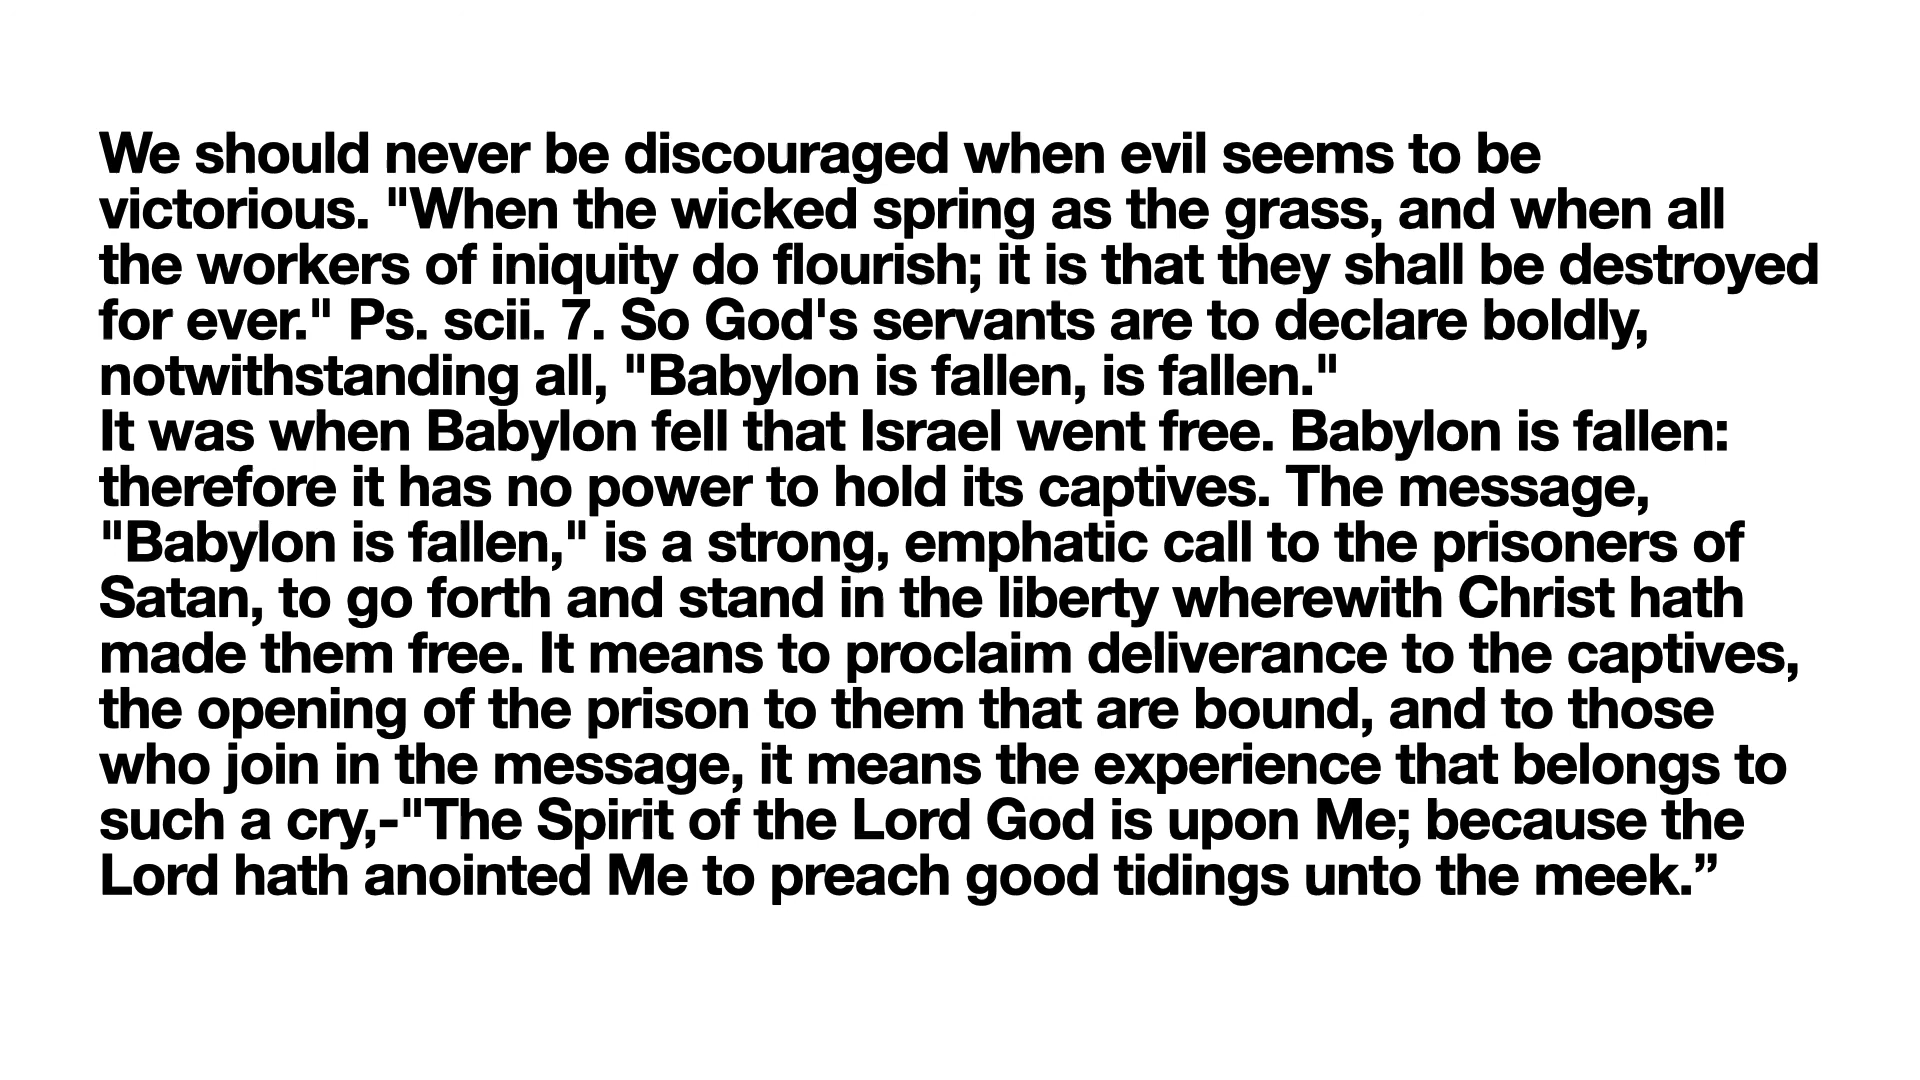 We should never be discouraged when evil seems to be
victorious. "When the wicked spring as the grass, and when all
the workers of iniquity do flourish; it is that they shall be destroyed
for ever." Ps. scii. 7. So God's servants are to declare boldly,
notwithstanding all, "Babylon is fallen, is fallen."
It was when Babylon fell that Israel went free. Babylon is fallen:
therefore it has no power to hold its captives. The message,
"Babylon is fallen," is a strong, emphatic call to the prisoners of
Satan, to go forth and stand in the liberty wherewith Christ hath
made them free. It means to proclaim deliverance to the captives,
the opening of the prison to them that are bound, and to those
who join in the message, it means the experience that belongs to
such a cry,-"The Spirit of the Lord God is upon Me; because the
Lord hath anointed Me to preach good tidings unto the meek.”